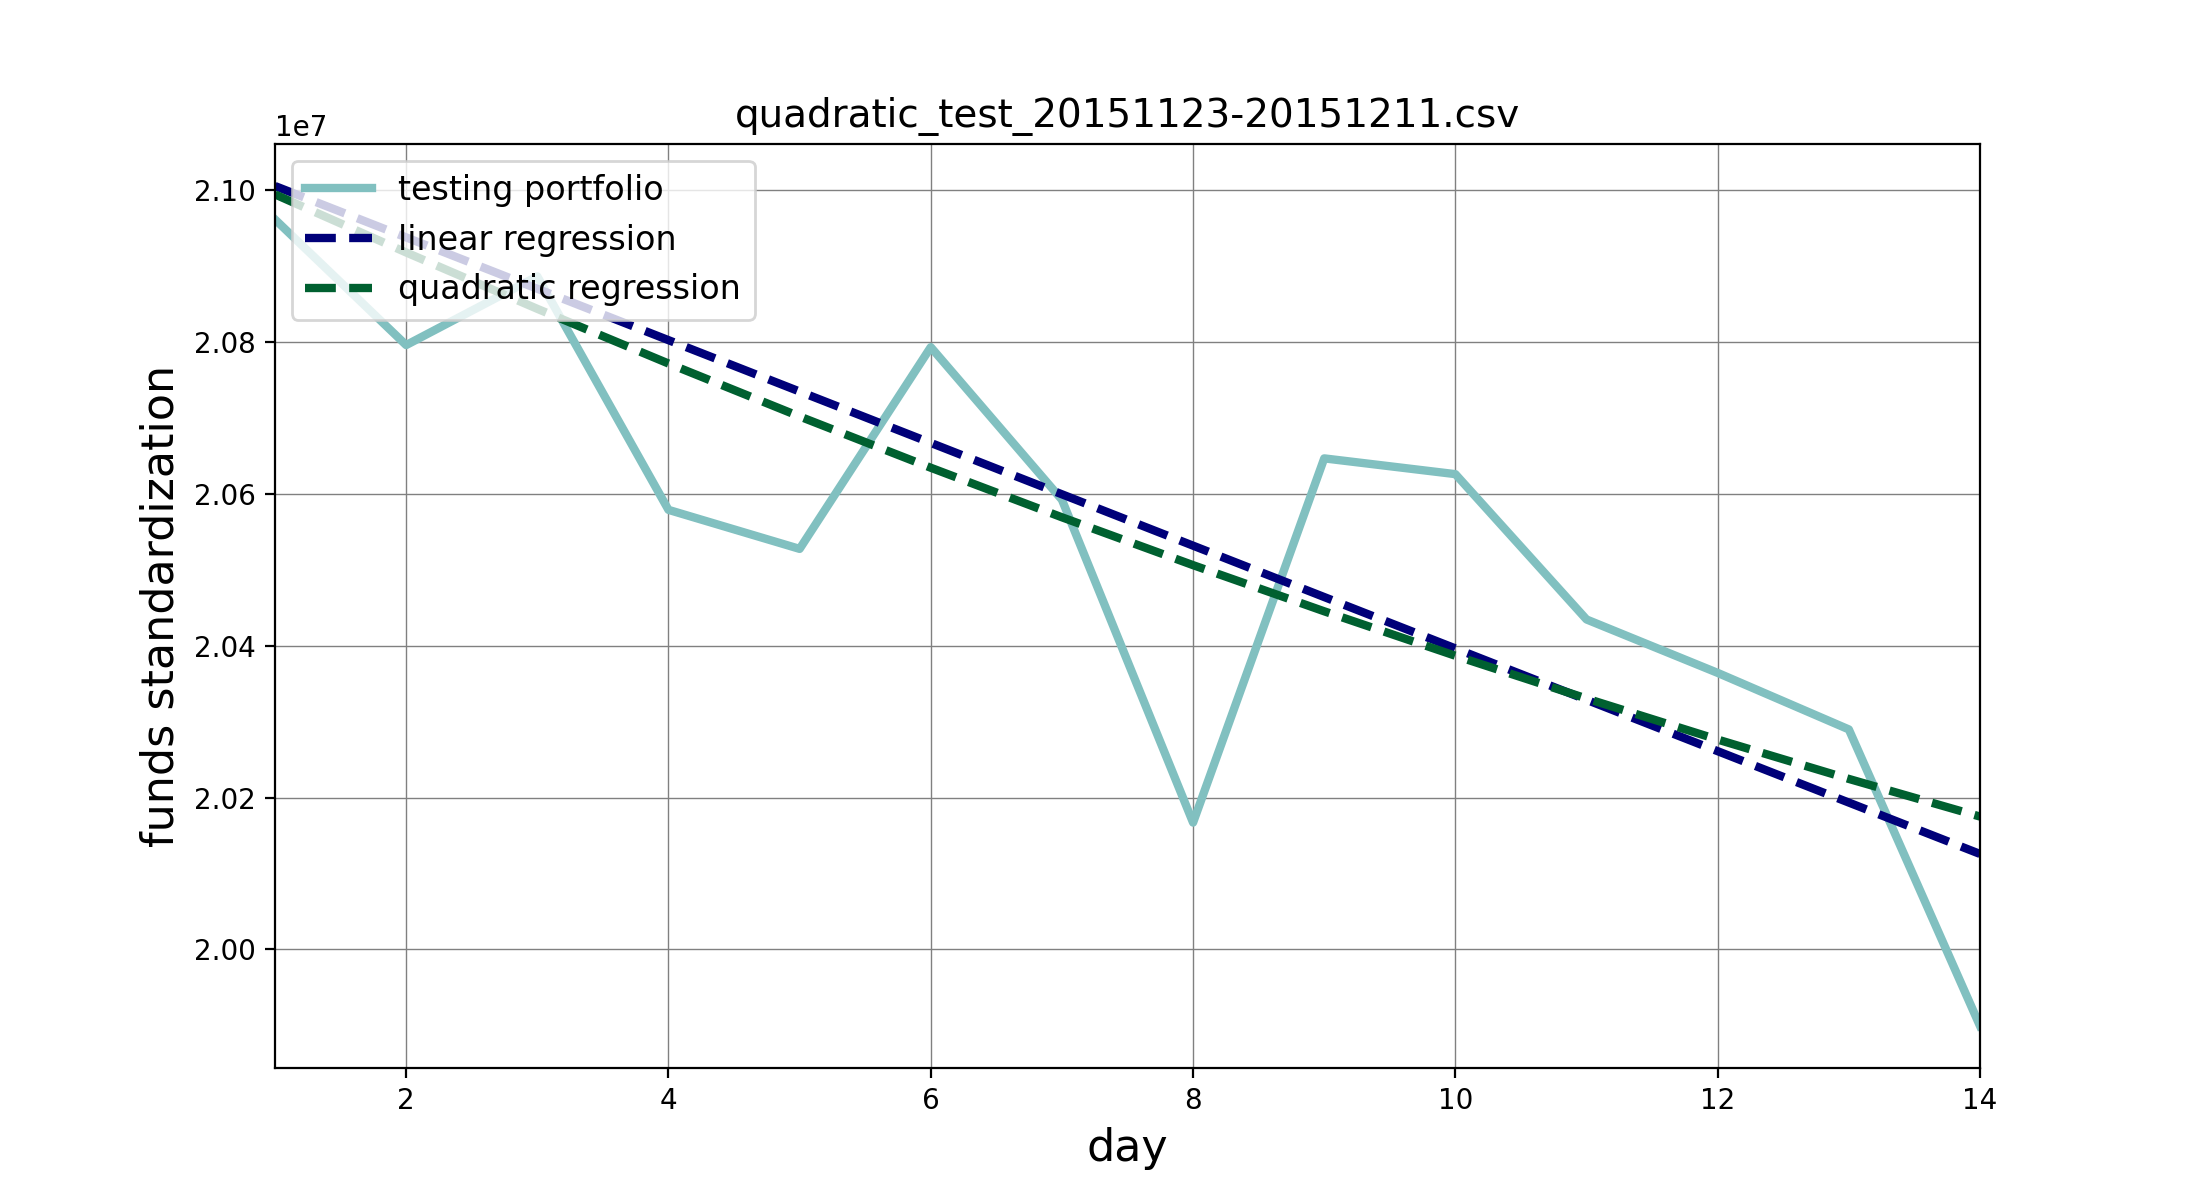 quadratic_test_20151123-20151211.csv
1e7
testing portfolio
linear regression
quadratic regression
2.10
2.08
2.06
2.04
2.02
2.00
funds standardization
2 4 6 8 10 12 14
day